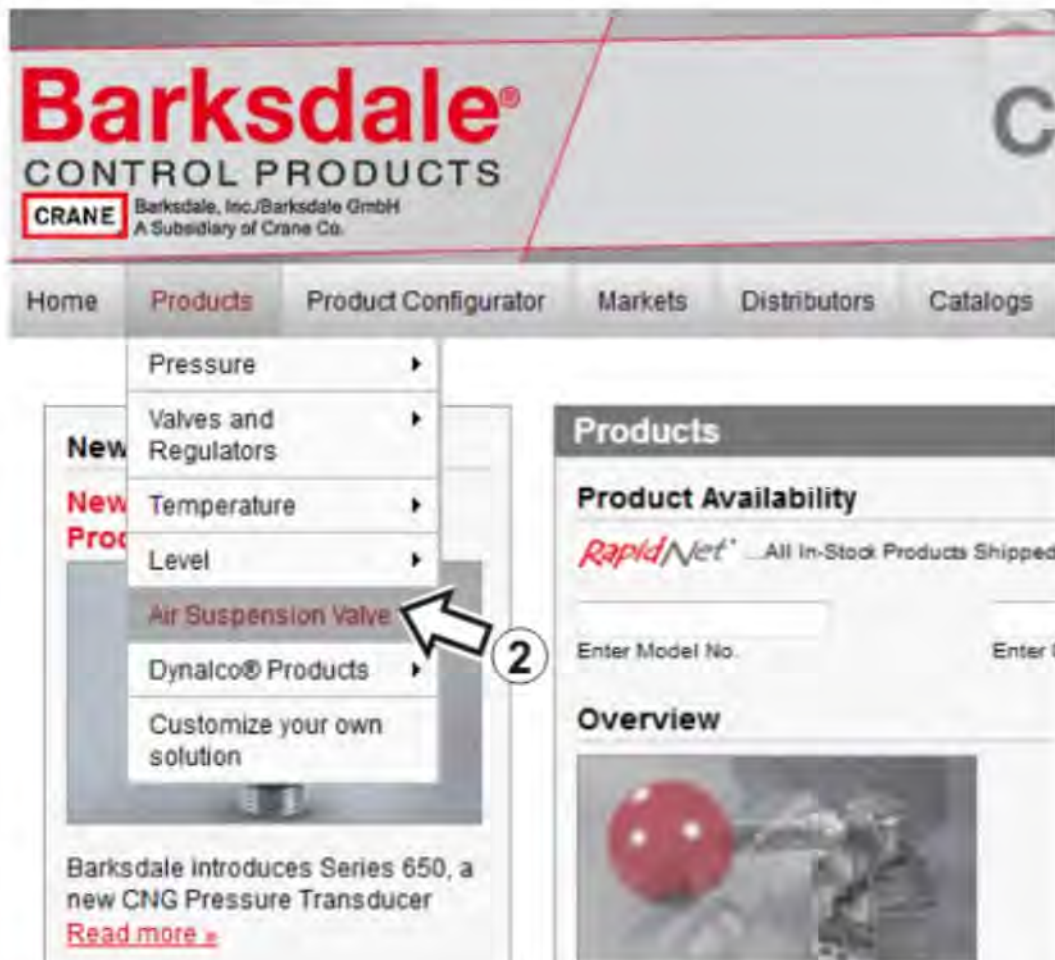 C
Barksdale®
CONTROL PRODUCTS
CRANE
Barksdale, Inc./Barksdale GmbH
A Subsidiary of Crane Co.
Home Products Product Configurator Markets Distributors Catalogs
Pressure
Valves and
Regulators
Temperature
Level
Air Suspension Valve
Dynalco® Products
Customize your own
solution
2
New
New
Proc
Barksdale introduces Series 650, a
new CNG Pressure Transducer
Read more »
Products
Product Availability
RapidNet ...All In-Stock Products Shipped
Enter Model No.
Enter
Overview